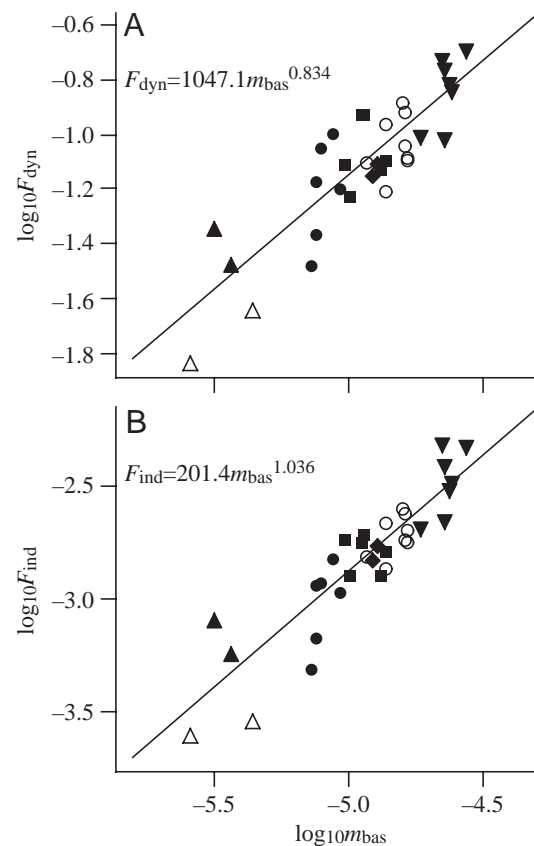 A
F_dyn=1047.1m_bas^0.834
log10F_dyn
–0.6
–0.8
–1.0
–1.2
–1.4
–1.6
–1.8
B
F_ind=201.4m_bas^1.036
log10F_ind
–2.5
–3.0
–3.5
–5.5 –5.0 –4.5
log10m_bas